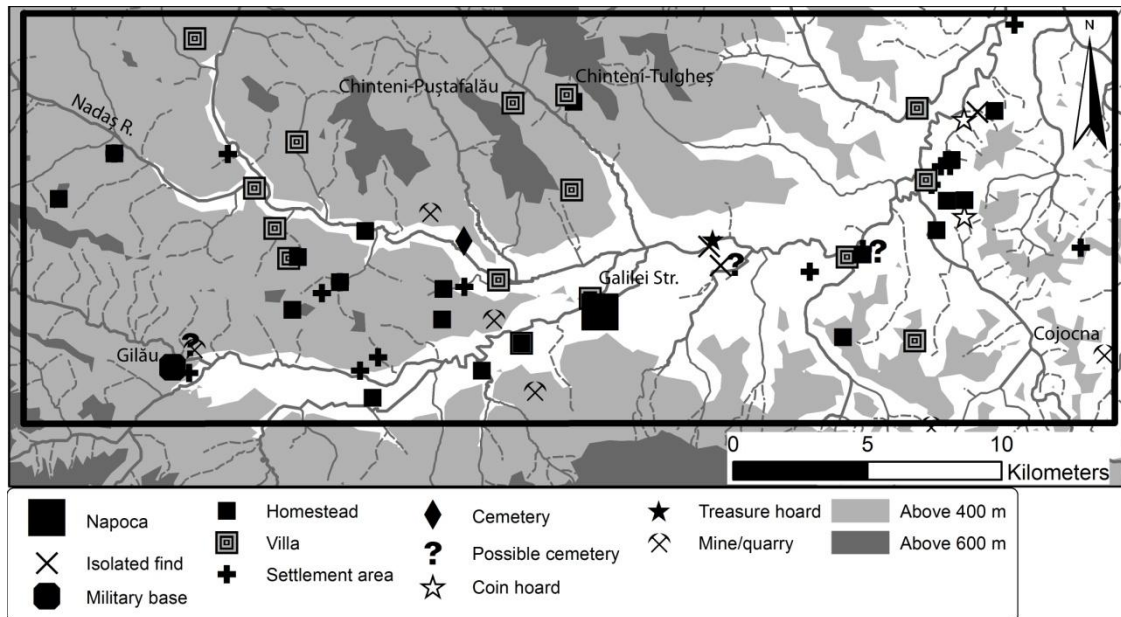 N
Chinteni-Tulgheş
Chinteni-Puştafalău
Nadaş R.
Galilei Str.
Gilău
Cojocna
0 5 10
Kilometers
Napoca
Isolated find
Military base
Homestead
Villa
Settlement area
Cemetery
? Possible cemetery
Coin hoard
Treasure hoard
Mine/quarry
Above 400 m
Above 600 m